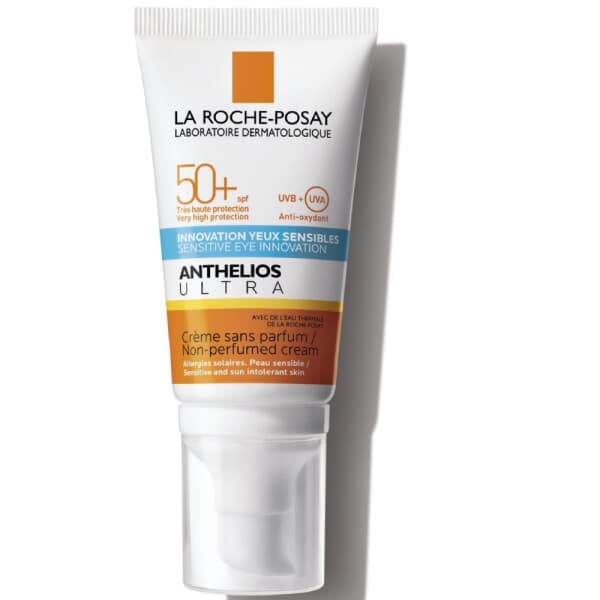 LA ROCHE-POSAY
LABORATOIRE DERMATOLOGIQUE
50+ spf
Très haute protection
Very high protection
UVB + UVA
Anti-oxydant
INNOVATION YEUX SENSIBLES
SENSITIVE EYE INNOVATION
ANTHELIOS
ULTRA
AVEC DE L'EAU THERMALE
DE LA ROCHE-POSAY
Crème sans parfum /
Non-perfumed cream
Allergies solaires. Peau sensible /
Sensitive and sun intolerant skin